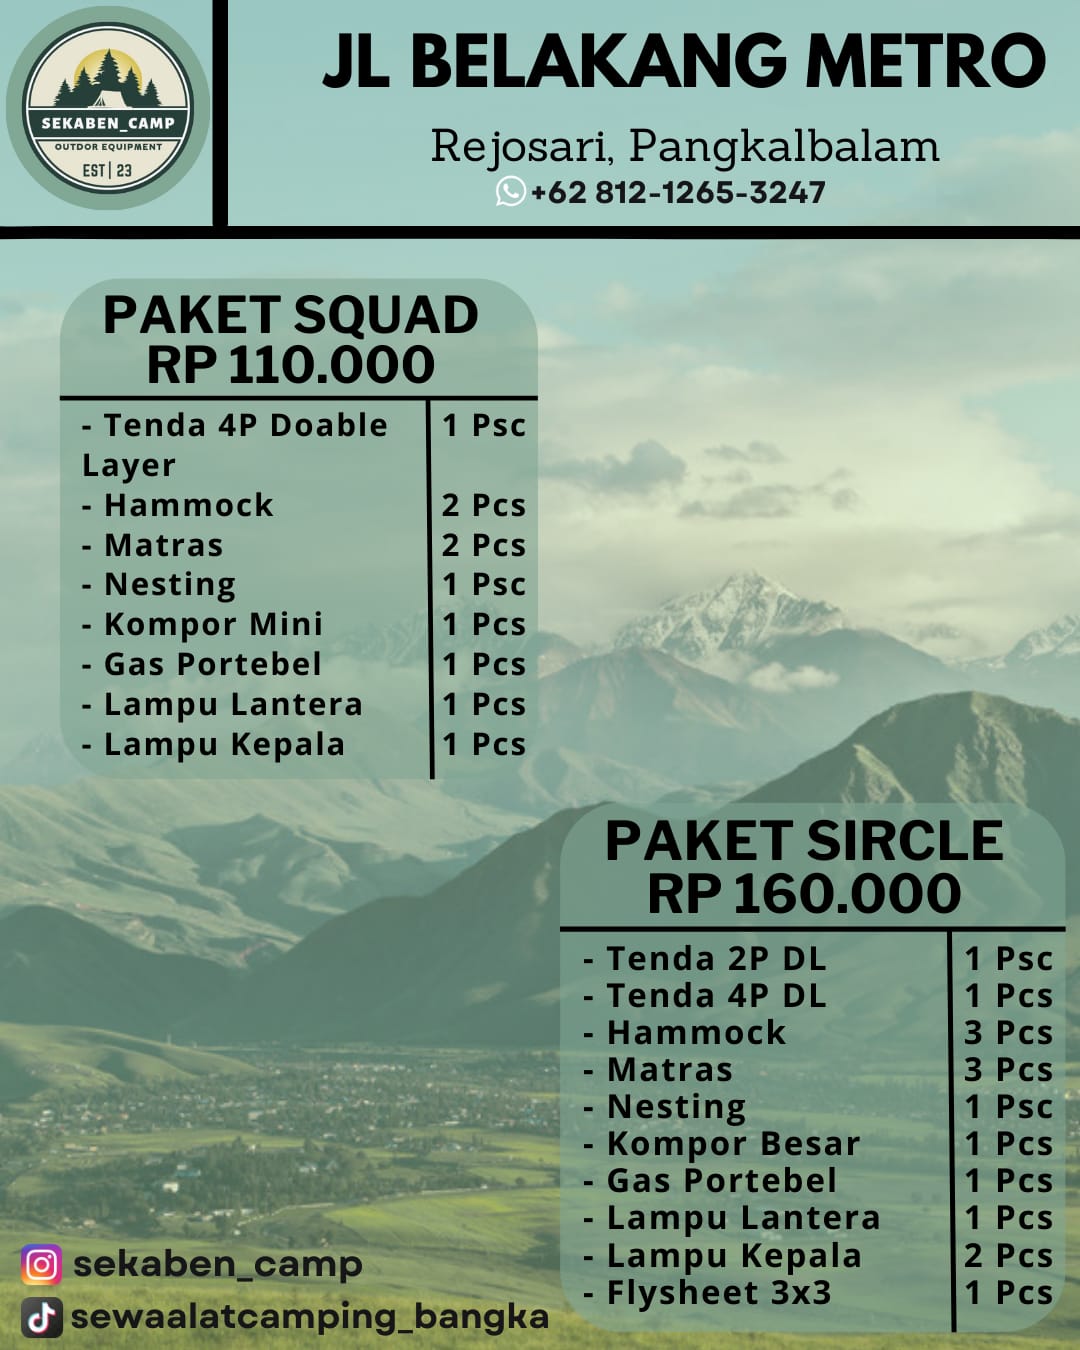 SEKABEN_CAMP
OUTDOR EQUIPMENT
EST| 23
JL BELAKANG METRO
Rejosari, Pangkalbalam
+62 812-1265-3247
PAKET SQUAD
RP 110.000
- Tenda 4P Doable 1 Psc
Layer
- Hammock 2 Pcs
- Matras 2 Pcs
- Nesting 1 Psc
- Kompor Mini 1 Pcs
- Gas Portebel 1 Pcs
- Lampu Lantera 1 Pcs
- Lampu Kepala 1 Pcs
PAKET SIRCLE
RP 160.000
- Tenda 2P DL 1 Psc
- Tenda 4P DL 1 Pcs
- Hammock 3 Pcs
- Matras 3 Pcs
- Nesting 1 Psc
- Kompor Besar 1 Pcs
- Gas Portebel 1 Pcs
- Lampu Lantera 1 Pcs
- Lampu Kepala 2 Pcs
- Flysheet 3x3 1 Pcs
sekaben_camp
sewaalatcamping_bangka